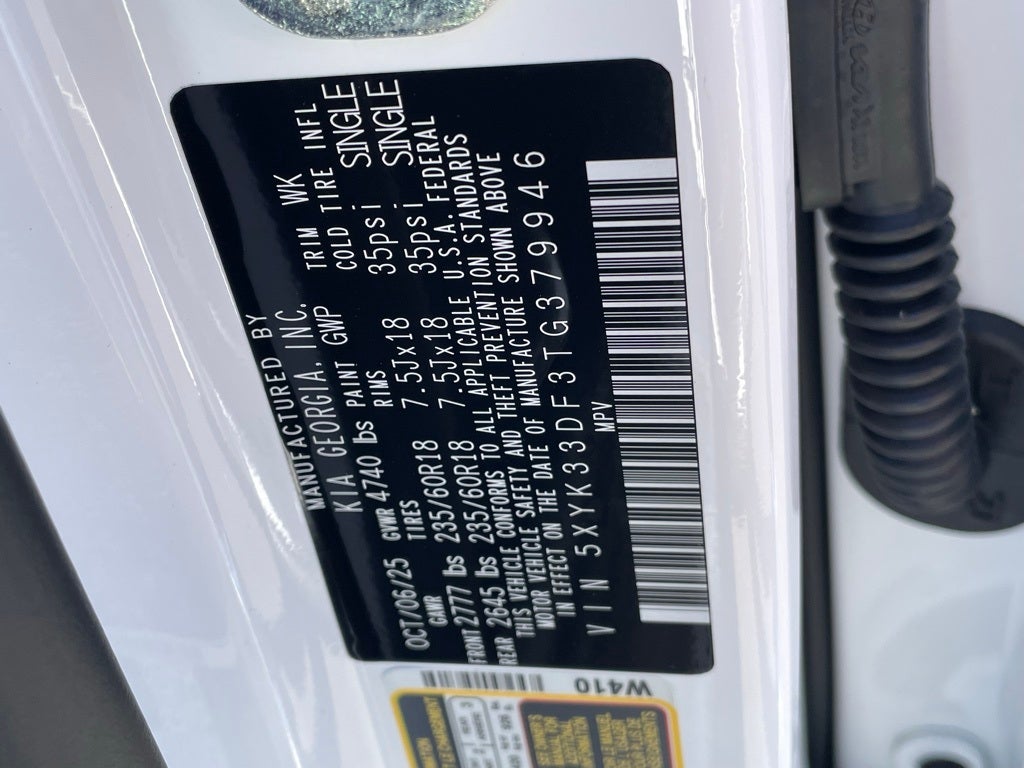 MANUFACTURED BY
KIA GEORGIA, INC.
OCT/06/25 GVWR 4740 lbs PAINT GWP TRIM WK
GAWR TIRES RIMS COLD TIRE INFL
FRONT 2777 lbs 235/60R18 7.5Jx18 35psi SINGLE
REAR 2645 lbs 235/60R18 7.5Jx18 35psi SINGLE
THIS VEHICLE CONFORMS TO ALL APPLICABLE U.S.A. FEDERAL
MOTOR VEHICLE SAFETY AND THEFT PREVENTION STANDARDS
IN EFFECT ON THE DATE OF MANUFACTURE SHOWN ABOVE
VIN 5XYK33DF3TG379946
MPV
W410